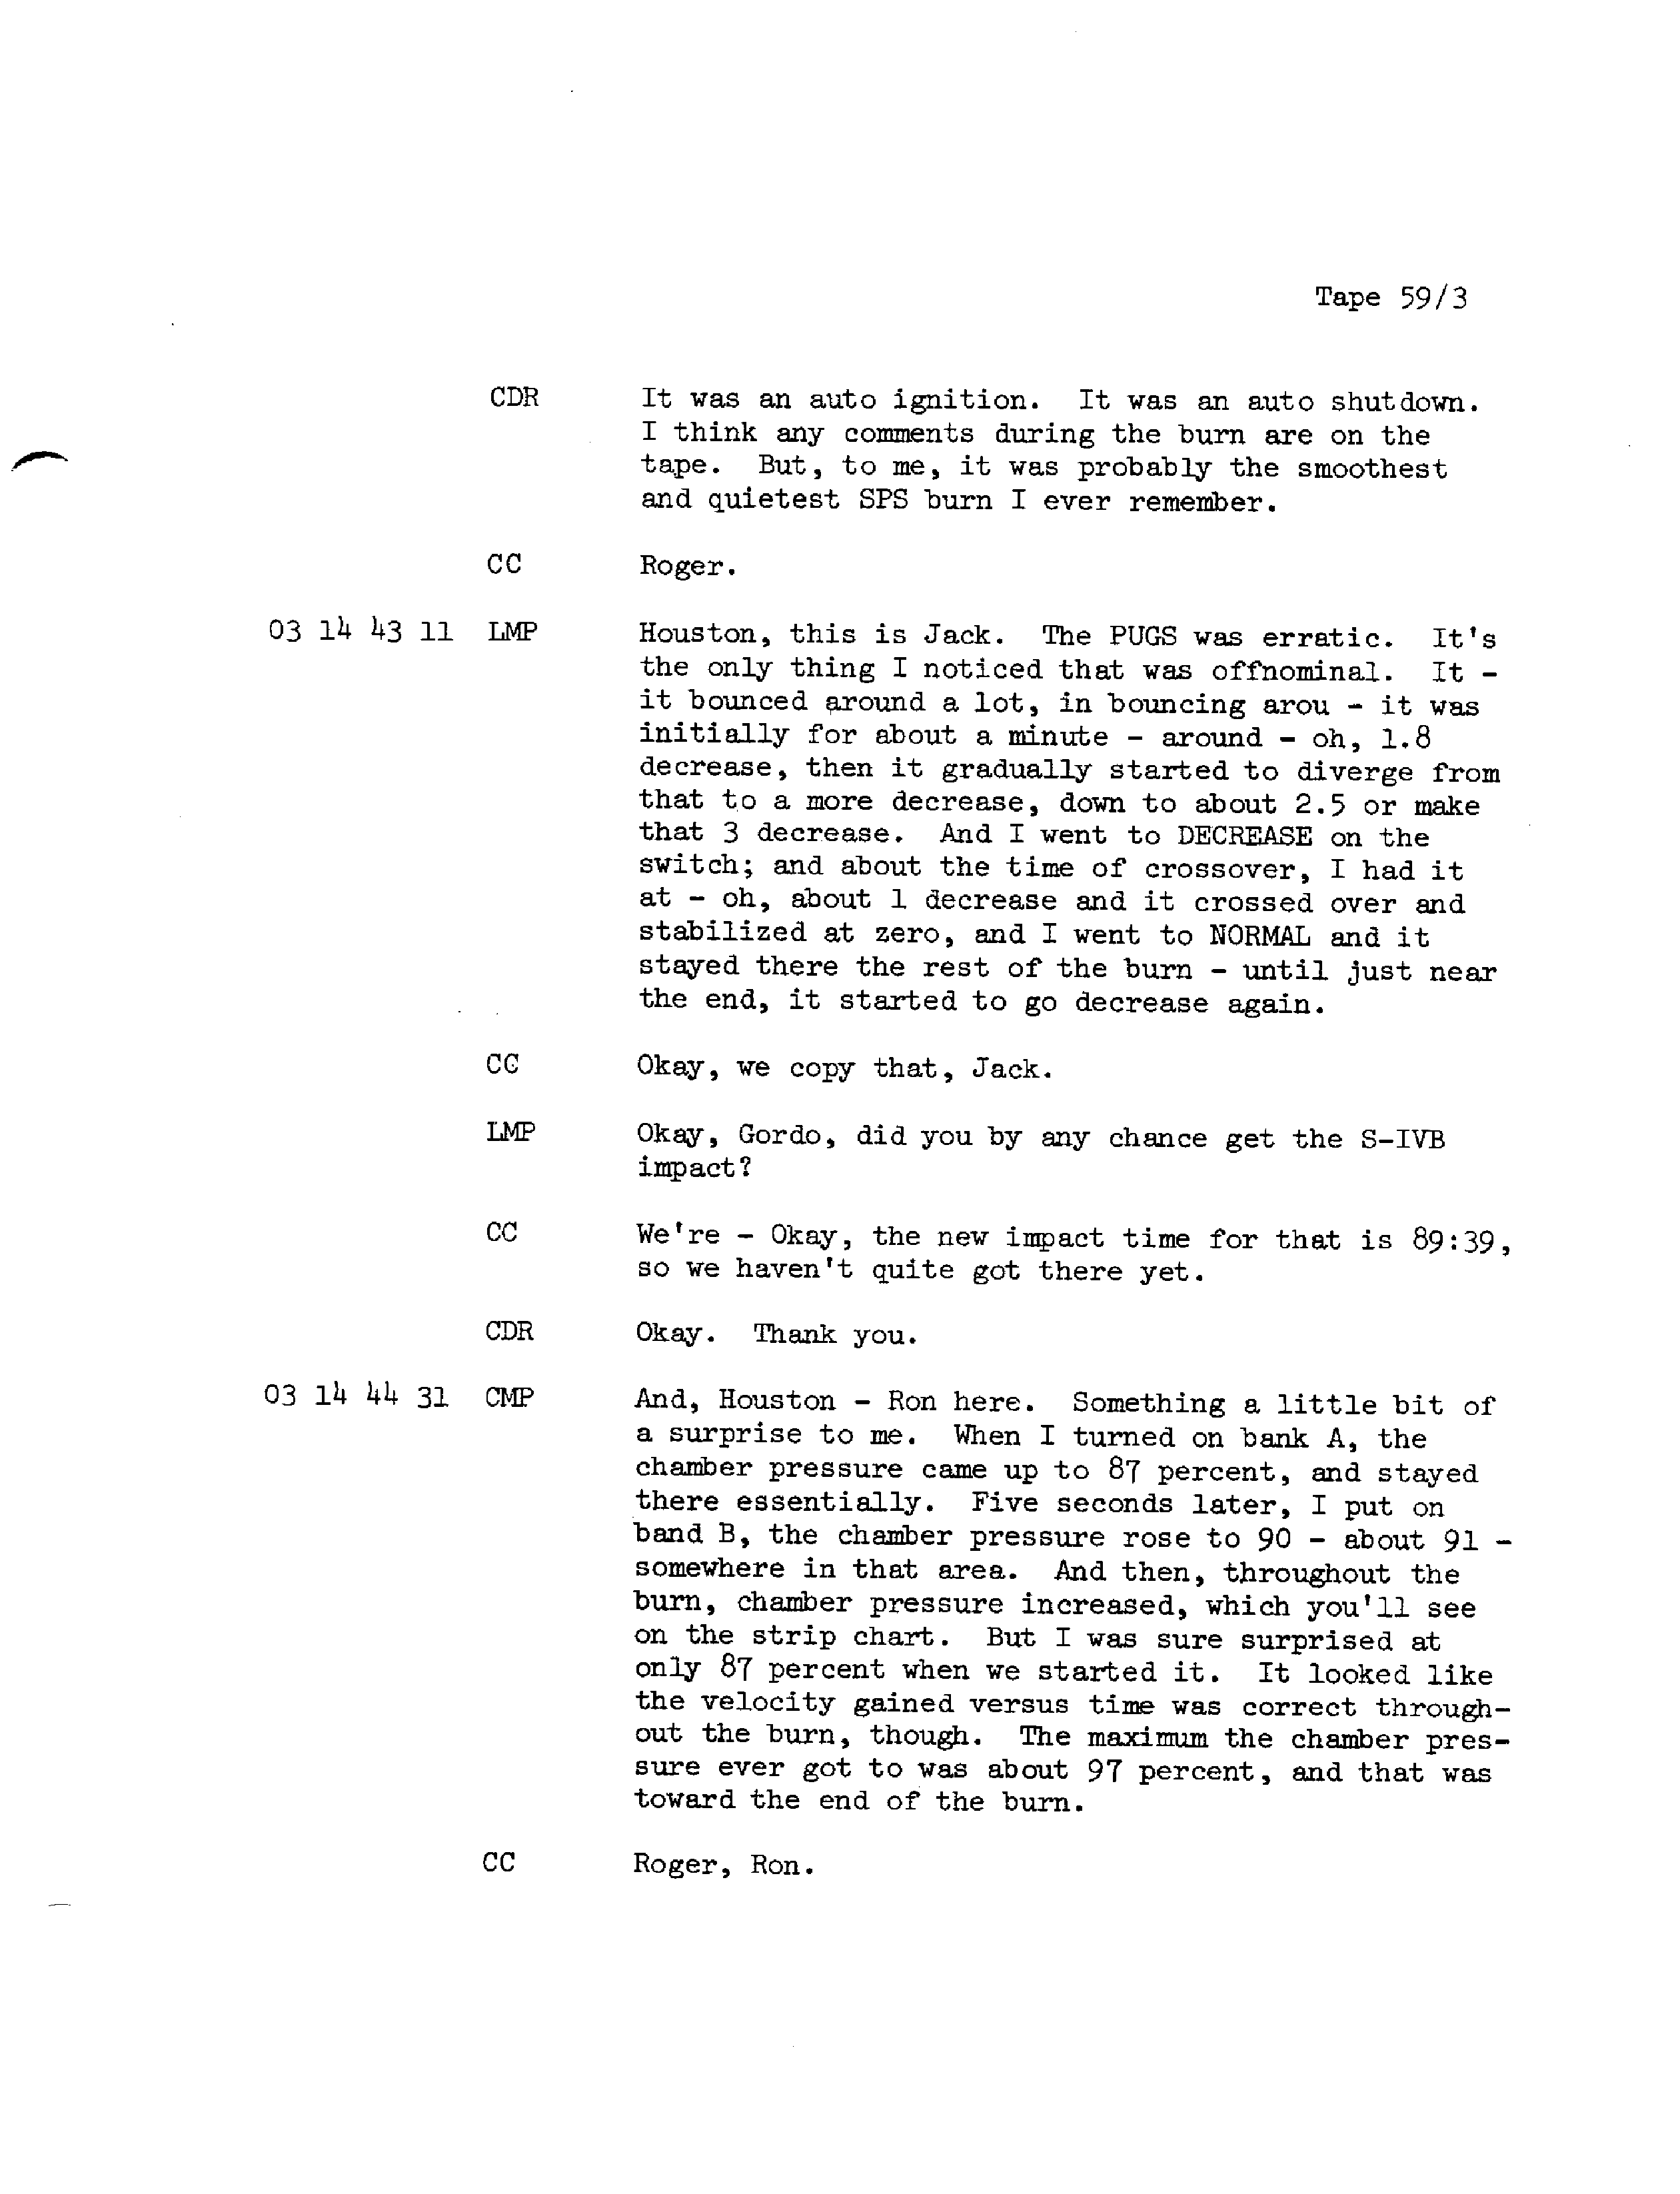 Tape 59/3
CDR It was an auto ignition. It was an auto shutdown.
I think any comments during the burn are on the
tape. But, to me, it was probably the smoothest
and quietest SPS burn I ever remember.
CC Roger.
03 14 43 11 LMP Houston, this is Jack. The PUGS was erratic. It's
the only thing I noticed that was offnominal. It -
it bounced around a lot, in bouncing arou - it was
initially for about a minute - around - oh, 1.8
decrease, then it gradually started to diverge from
that to a more decrease, down to about 2.5 or make
that 3 decrease. And I went to DECREASE on the
switch; and about the time of crossover, I had it
at - oh, about 1 decrease and it crossed over and
stabilized at zero, and I went to NORMAL and it
stayed there the rest of the burn - until just near
the end, it started to go decrease again.
CC Okay, we copy that, Jack.
LMP Okay, Gordo, did you by any chance get the S-IVB
impact?
CC We're - Okay, the new impact time for that is 89:39,
so we haven't quite got there yet.
CDR Okay. Thank you.
03 14 44 31 CMP And, Houston - Ron here. Something a little bit of
a surprise to me. When I turned on bank A, the
chamber pressure came up to 87 percent, and stayed
there essentially. Five seconds later, I put on
band B, the chamber pressure rose to 90 - about 91 -
somewhere in that area. And then, throughout the
burn, chamber pressure increased, which you'll see
on the strip chart. But I was sure surprised at
only 87 percent when we started it. It looked like
the velocity gained versus time was correct through-
out the burn, though. The maximum the chamber pres-
sure ever got to was about 97 percent, and that was
toward the end of the burn.
CC Roger, Ron.